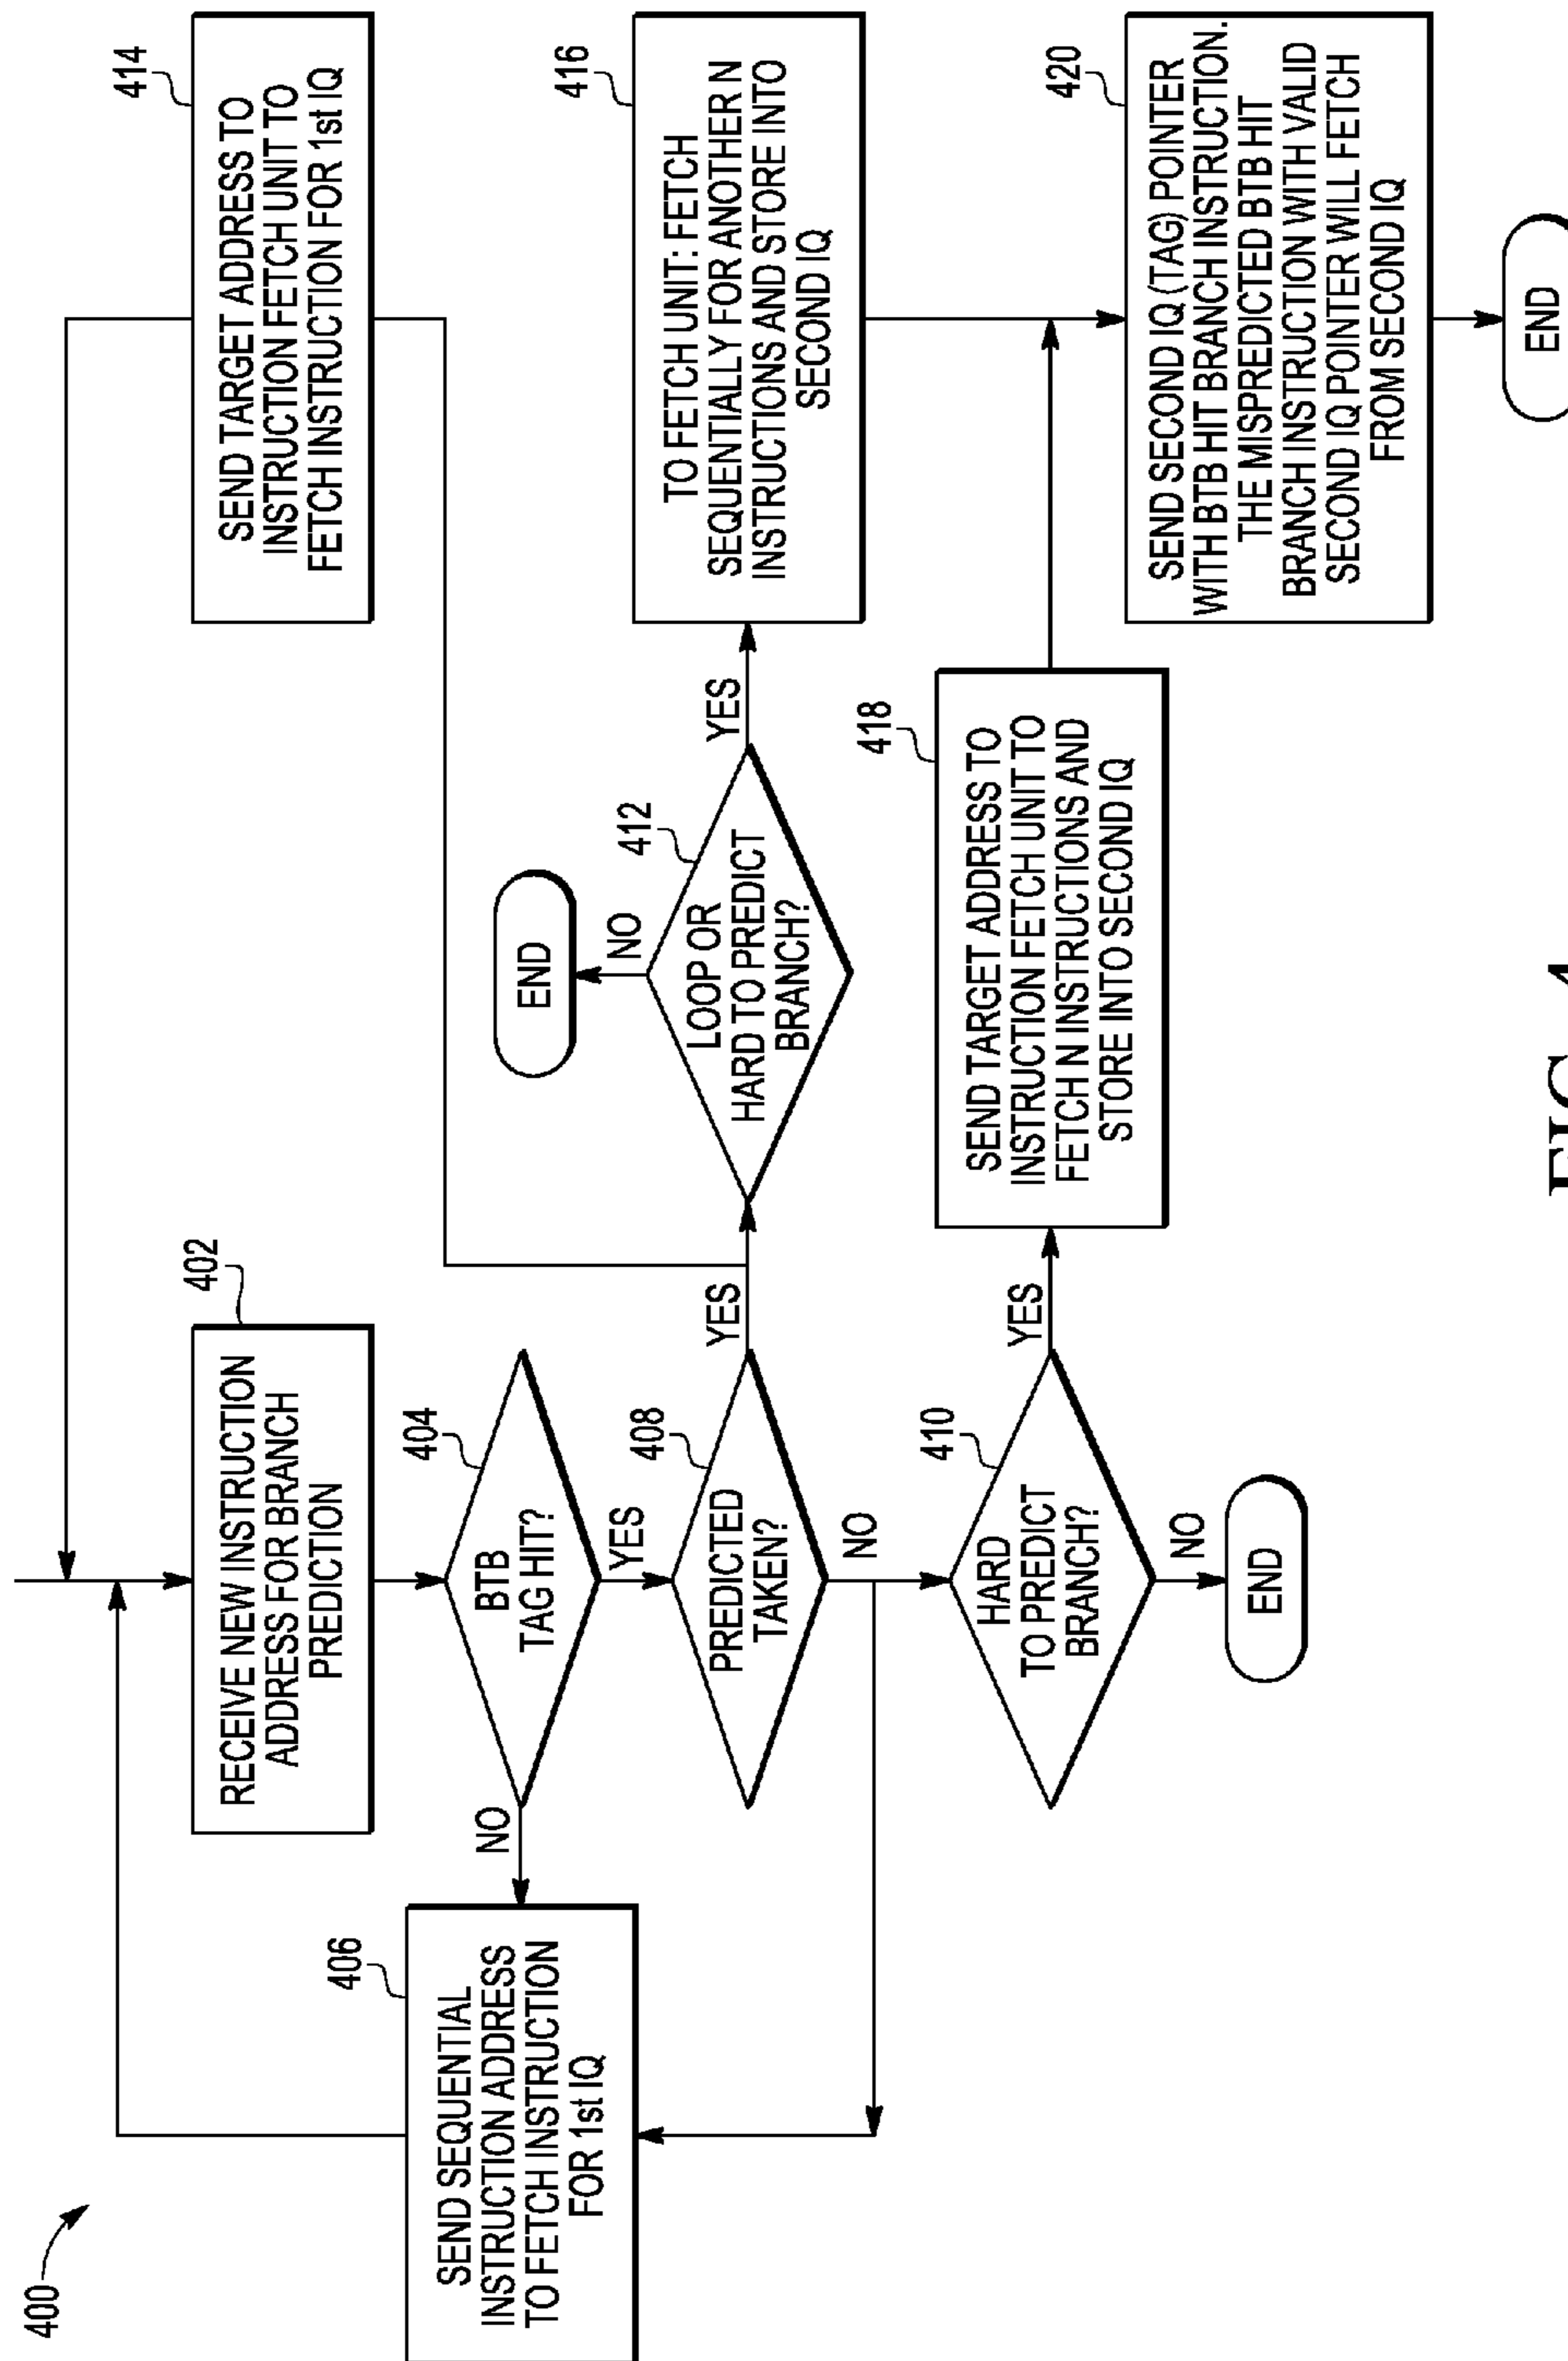 400
402
RECEIVE NEW INSTRUCTION
ADDRESS FOR BRANCH
PREDICTION
404
BTB
TAG HIT?
NO
YES
406
SEND SEQUENTIAL
INSTRUCTION ADDRESS
TO FETCH INSTRUCTION
FOR 1st IQ
408
PREDICTED
TAKEN?
YES
NO
410
HARD
TO PREDICT
BRANCH?
YES
NO
END
412
LOOP OR
HARD TO PREDICT
BRANCH?
NO
YES
END
414
SEND TARGET ADDRESS TO
INSTRUCTION FETCH UNIT TO
FETCH INSTRUCTION FOR 1st IQ
416
TO FETCH UNIT: FETCH
SEQUENTIALLY FOR ANOTHER N
INSTRUCTIONS AND STORE INTO
SECOND IQ
418
SEND TARGET ADDRESS TO
INSTRUCTION FETCH UNIT TO
FETCH N INSTRUCTIONS AND
STORE INTO SECOND IQ
420
SEND SECOND IQ (TAG) POINTER
WITH BTB HIT BRANCH INSTRUCTION.
THE MISPREDICTED BTB HIT
BRANCH INSTRUCTION WITH VALID
SECOND IQ POINTER WILL FETCH
FROM SECOND IQ
END